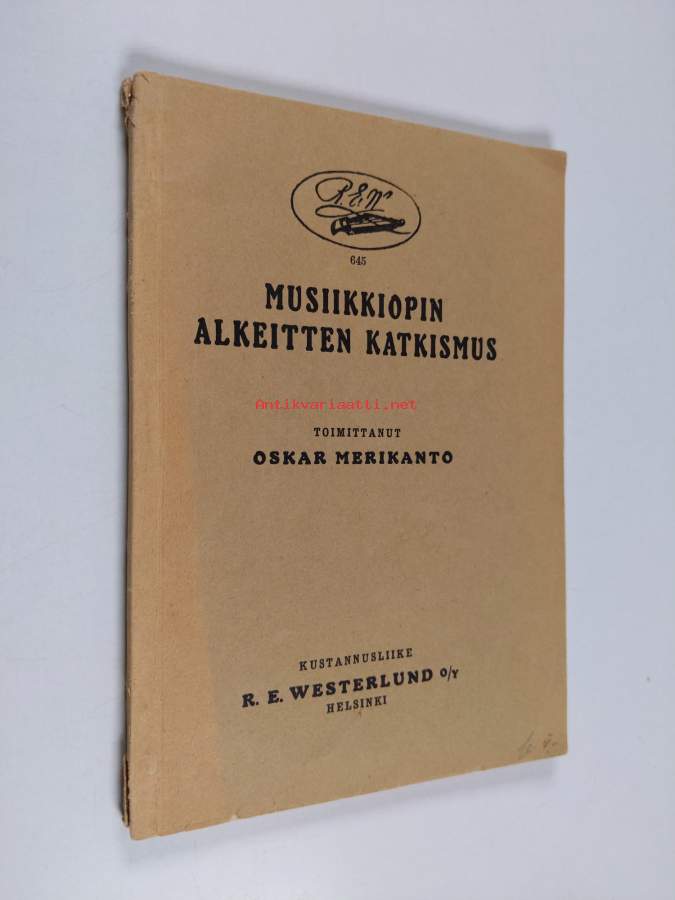 R.E.W
645
MUSIIKKIOPIN
ALKEITTEN KATKISMUS
Antikvariaatti.net
TOIMITTANUT
OSKAR MERIKANTO
KUSTANNUSLIIKE
R. E. WESTERLUND O/Y
HELSINKI